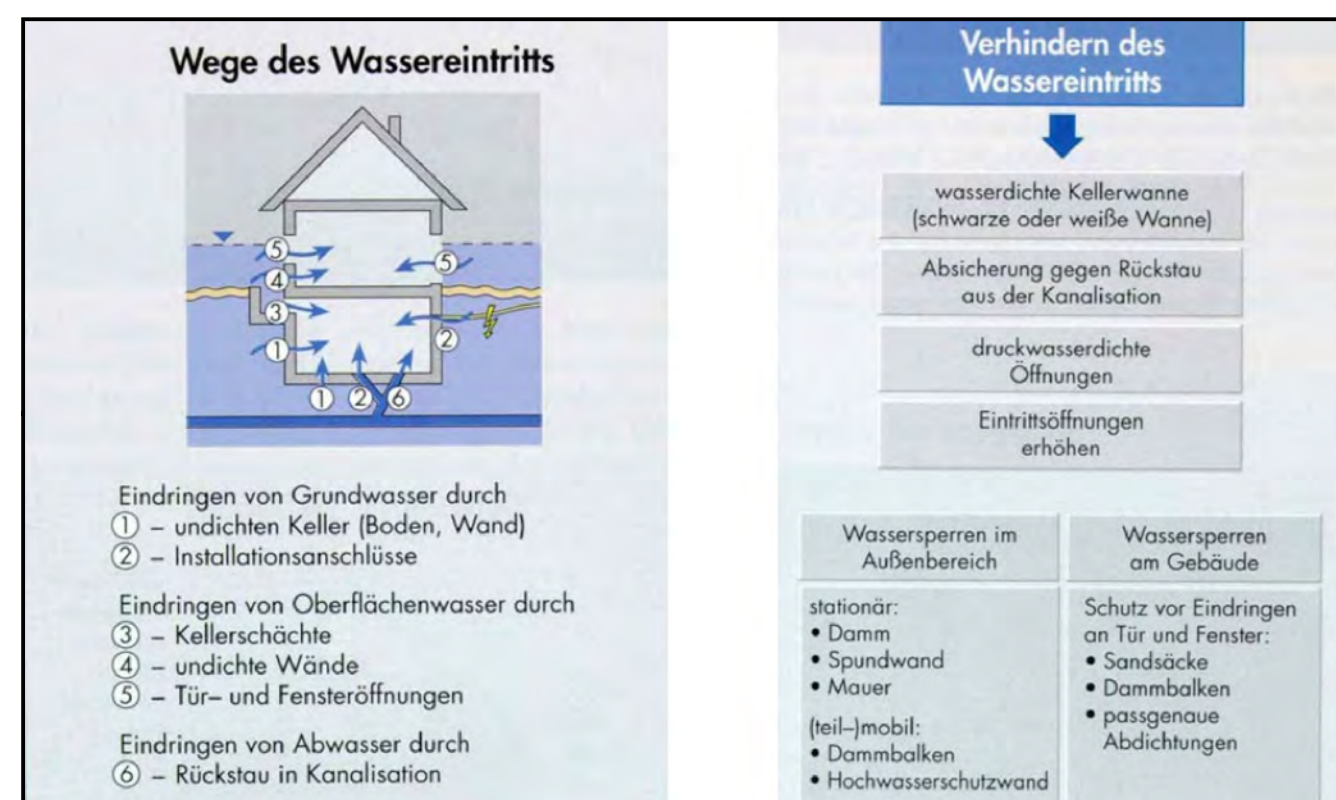 Wege des Wassereintritts
5
5
4
3
2
1
1
2
6
Eindringen von Grundwasser durch
1 – undichten Keller (Boden, Wand)
2 – Installationsanschlüsse
Eindringen von Oberflächenwasser durch
3 – Kellerschächte
4 – undichte Wände
5 – Tür– und Fensteröffnungen
Eindringen von Abwasser durch
6 – Rückstau in Kanalisation
Verhindern des
Wassereintritts
wasserdichte Kellerwanne
(schwarze oder weiße Wanne)
Absicherung gegen Rückstau
aus der Kanalisation
druckwasserdichte
Öffnungen
Eintrittsöffnungen
erhöhen
Wassersperren im
Außenbereich
stationär:
• Damm
• Spundwand
• Mauer
(teil–)mobil:
• Dammbalken
• Hochwasserschutzwand
Wassersperren
am Gebäude
Schutz vor Eindringen
an Tür und Fenster:
• Sandsäcke
• Dammbalken
• passgenaue
Abdichtungen